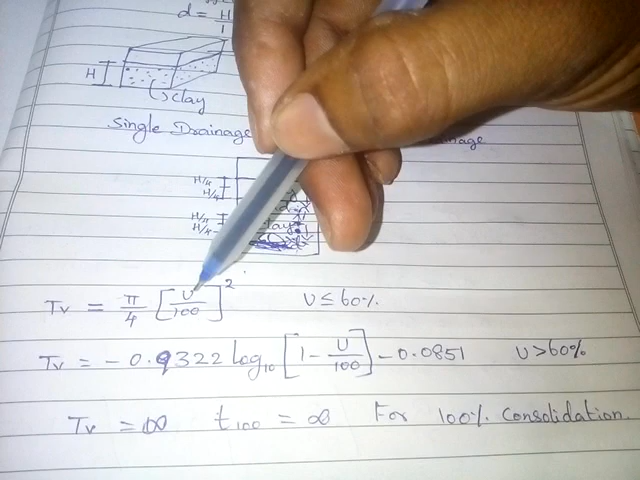 d = H/1
H
clay
Single Drainage
H/4
H/4
H/4
H/4
Tv = π/4 [U/100]² U ≤ 60%
Tv = -0.9322 log₁₀ [1 - U/100] - 0.0851 U > 60%
Tv = ∞ t₁₀₀ = ∞ For 100% Consolidation.